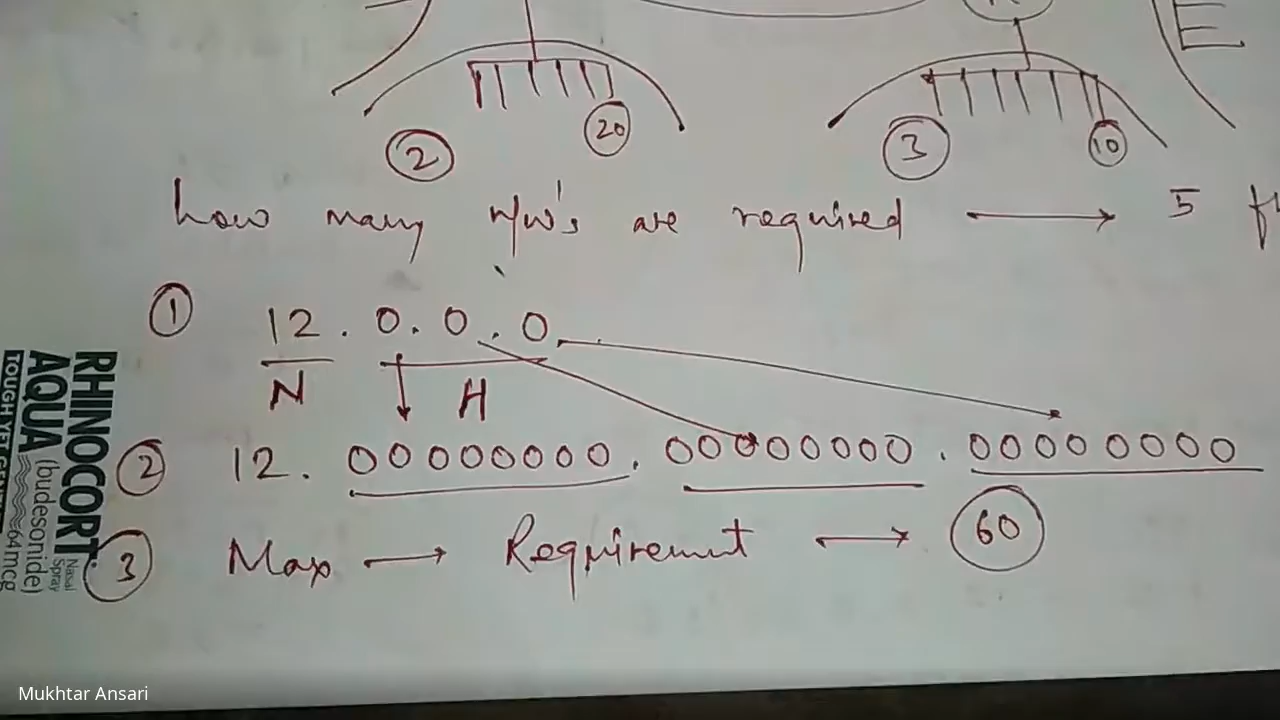 E
2
20
3
10
how many n/w's are required → 5
1 12.0.0.0
N H
2 12.00000000.00000000.00000000
3 Max → Requirement → 60
RHINOCORT
AQUA (budesonide) Nasal Spray
64mcg
Mukhtar Ansari